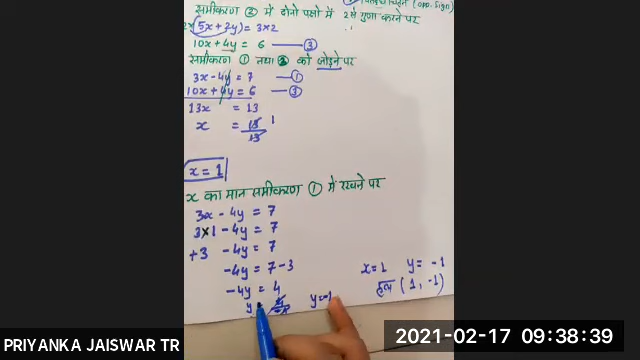 समीकरण ② में दोनो पक्षो में 2 से गुणा करने पर
(5x + 2y) = 3×2
10x + 4y = 6 —— ③
समीकरण ① तथा ③ को जोड़ने पर
3x - 4y = 7 —— ①
10x + 4y = 6 —— ③
13x = 13
x = 13/13 1
x = 1
x का मान समीकरण ① में रखने पर
3x - 4y = 7
3×1 - 4y = 7
+3 - 4y = 7
-4y = 7-3
-4y = 4
y
y = -1
x=1 y= -1
हल (1, -1)
PRIYANKA JAISWAR TR
2021-02-17 09:38:39